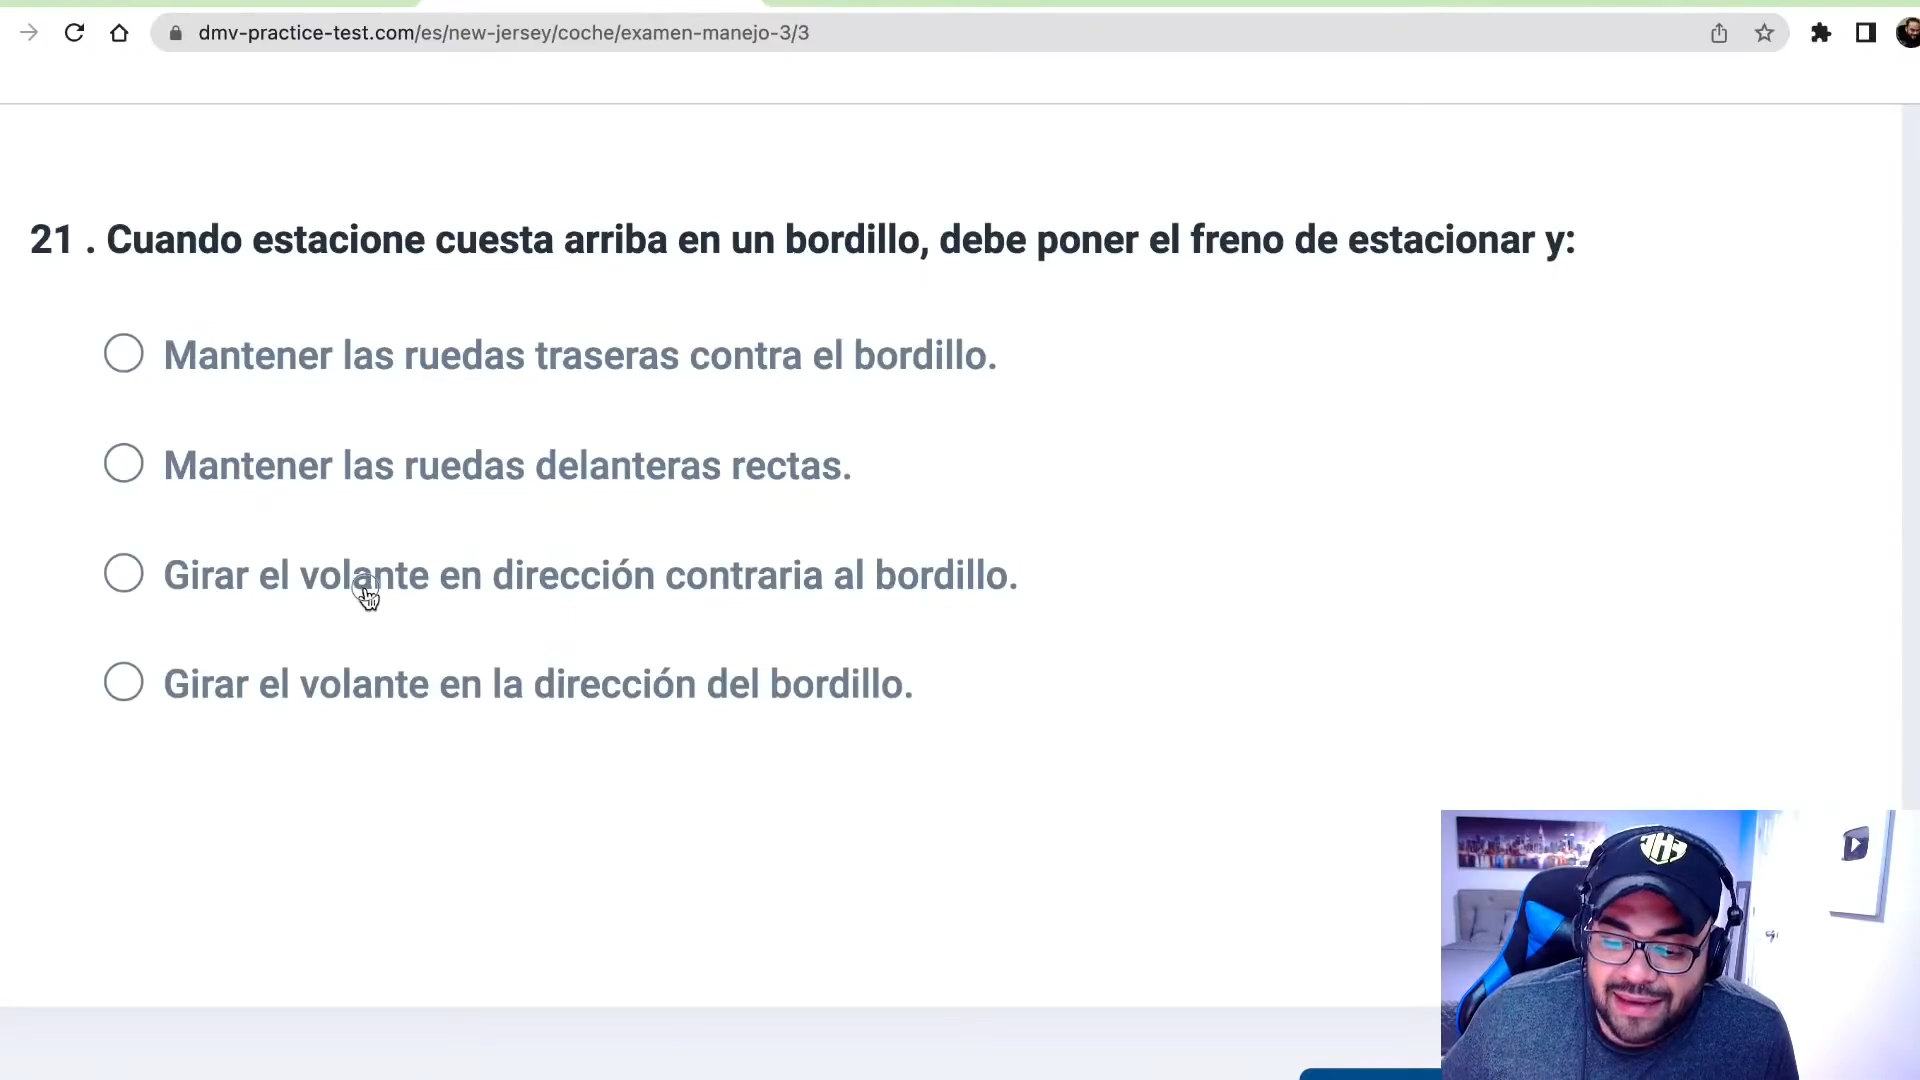 dmv-practice-test.com/es/new-jersey/coche/examen-manejo-3/3
21 . Cuando estacione cuesta arriba en un bordillo, debe poner el freno de estacionar y:
Mantener las ruedas traseras contra el bordillo.
Mantener las ruedas delanteras rectas.
Girar el volante en dirección contraria al bordillo.
Girar el volante en la dirección del bordillo.